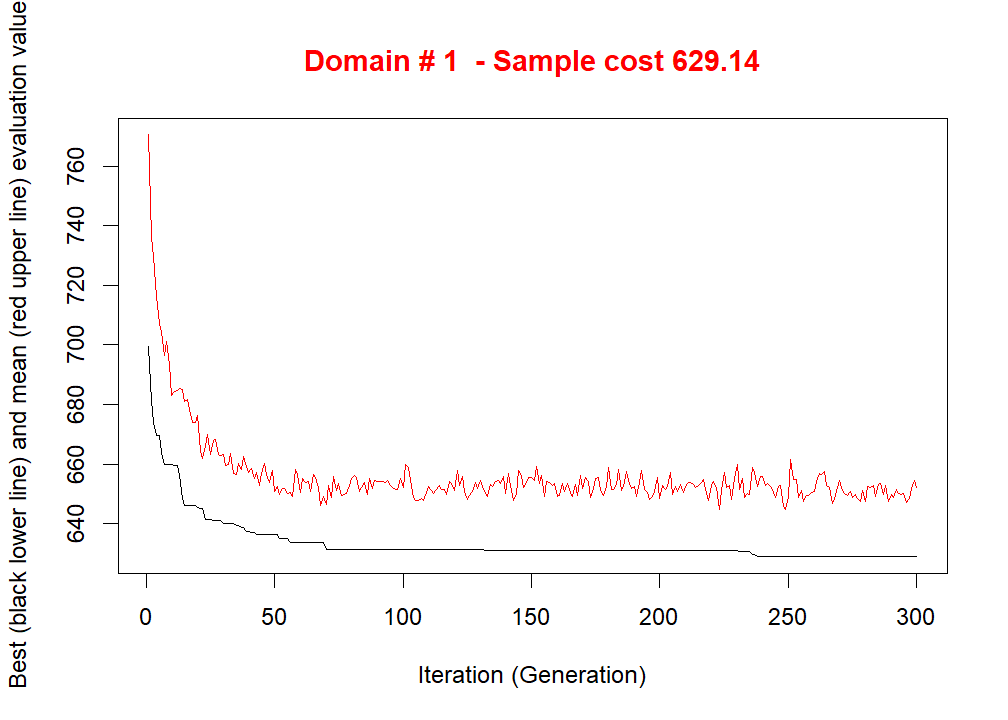 Domain # 1  - Sample cost 629.14
Best (black lower line) and mean (red upper line) evaluation value
760
740
720
700
680
660
640
0 50 100 150 200 250 300
Iteration (Generation)